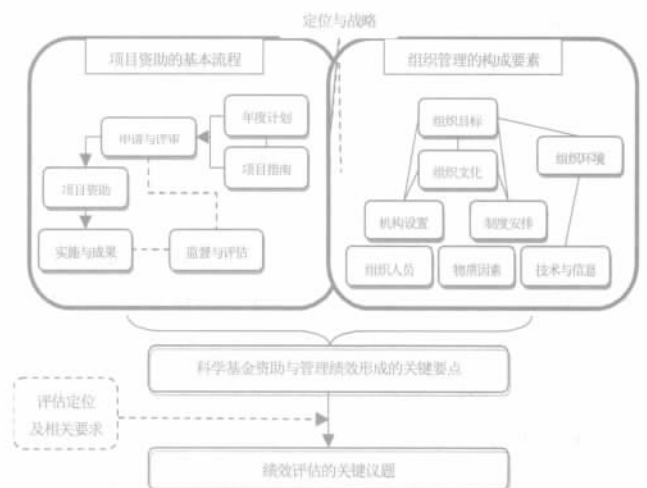 定位与战略
项目资助的基本流程
组织管理的构成要素
年度计划
申请与评审
项目指南
项目资助
实施与成果
监督与评估
组织目标
组织环境
组织文化
机构设置
制度安排
组织人员
物质因素
技术与信息
科学基金资助与管理绩效形成的关键要点
评估定位
及相关要求
绩效评估的关键议题